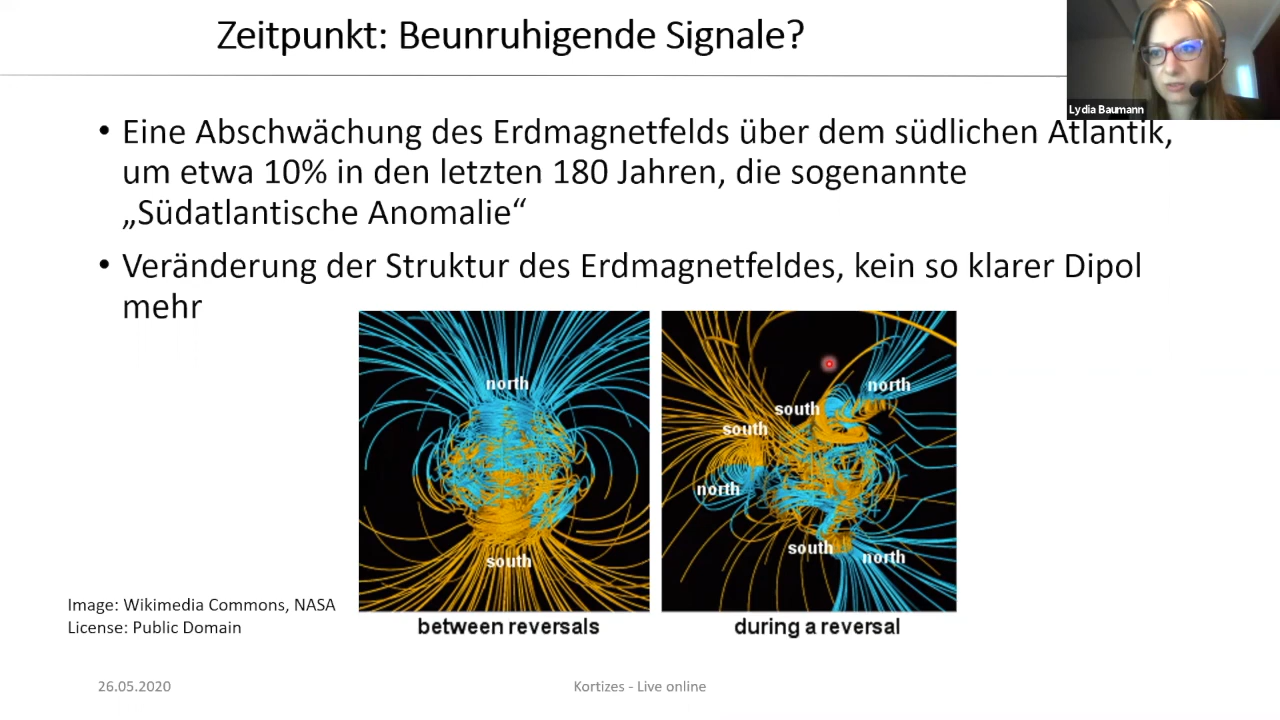 Zeitpunkt: Beunruhigende Signale?
Lydia Baumann
• Eine Abschwächung des Erdmagnetfelds über dem südlichen Atlantik,
um etwa 10% in den letzten 180 Jahren, die sogenannte
„Südatlantische Anomalie“
• Veränderung der Struktur des Erdmagnetfeldes, kein so klarer Dipol
mehr
north
south
between reversals
north
south
south
north
south
north
during a reversal
Image: Wikimedia Commons, NASA
License: Public Domain
26.05.2020
Kortizes - Live online